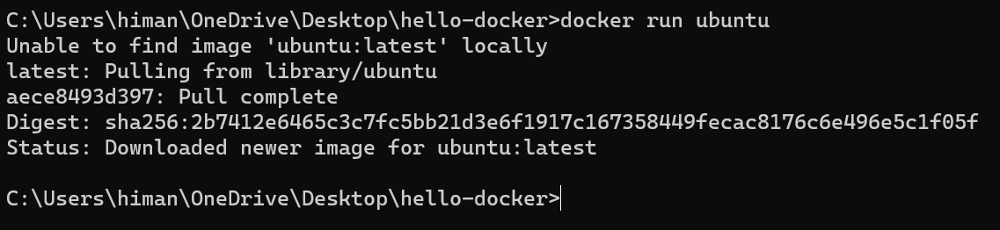 C:\Users\himan\OneDrive\Desktop\hello-docker>docker run ubuntu
Unable to find image 'ubuntu:latest' locally
latest: Pulling from library/ubuntu
aece8493d397: Pull complete
Digest: sha256:2b7412e6465c3c7fc5bb21d3e6f1917c167358449fecac8176c6e496e5c1f05f
Status: Downloaded newer image for ubuntu:latest
C:\Users\himan\OneDrive\Desktop\hello-docker>